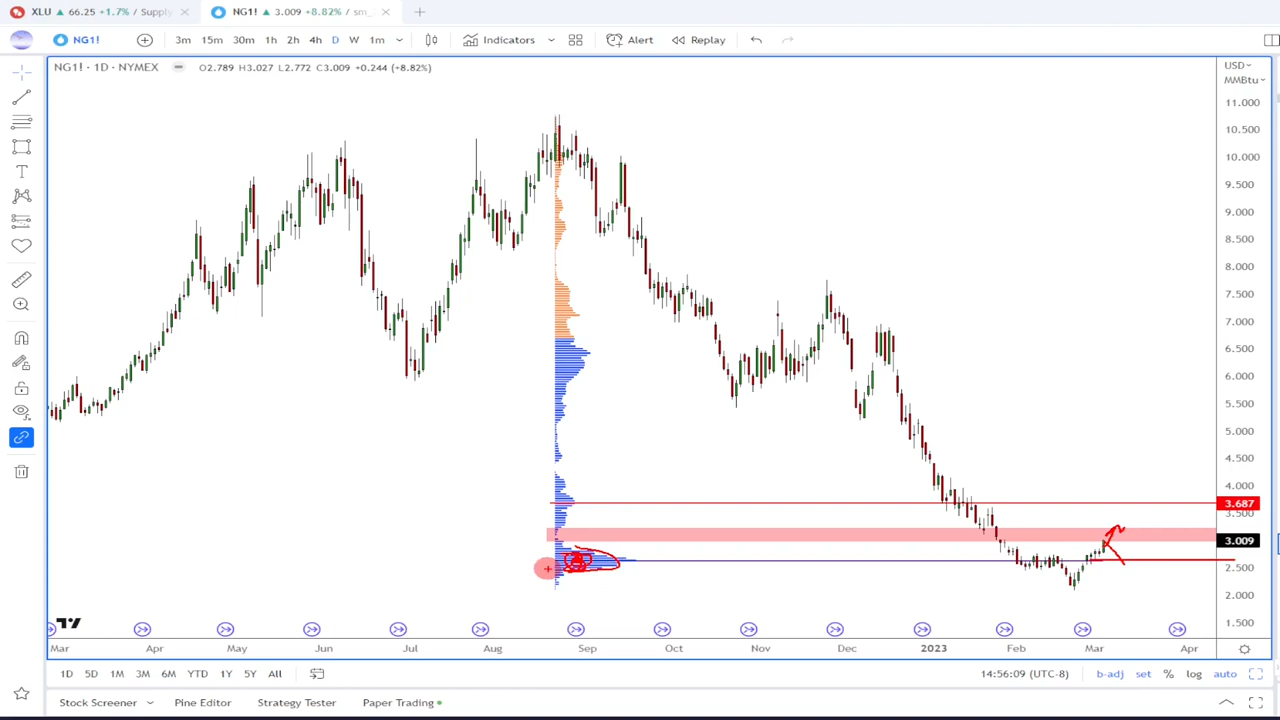 XLU ▲ 66.25 +1.7% / Supply
NG1! ▲ 3.009 +8.82% / sm_
NG1!
3m 15m 30m 1h 2h 4h D W 1m
Indicators
Alert
Replay
NG1! · 1D · NYMEX
O2.789 H3.027 L2.772 C3.009 +0.244 (+8.82%)
USD
MMBtu
11.000
10.500
10.000
9.500
9.000
8.500
8.000
7.500
7.000
6.500
6.000
5.500
5.000
4.500
4.000
3.687
3.500
3.009
2.500
2.000
1.500
Mar Apr May Jun Jul Aug Sep Oct Nov Dec 2023 Feb Mar Apr
1D 5D 1M 3M 6M YTD 1Y 5Y All
14:56:09 (UTC-8) b-adj set % log auto
Stock Screener Pine Editor Strategy Tester Paper Trading